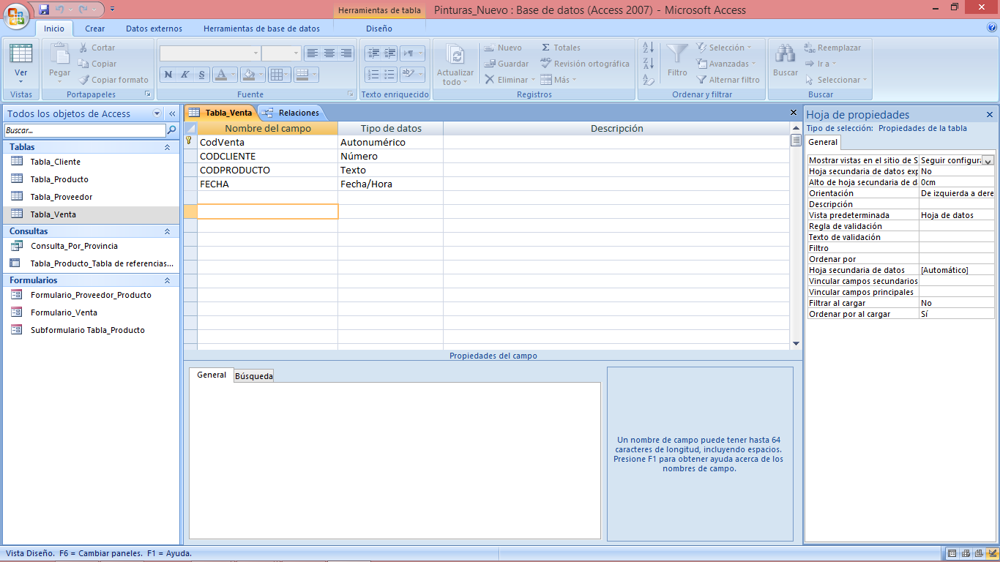 Herramientas de tabla
Pinturas_Nuevo : Base de datos (Access 2007) - Microsoft Access
Inicio Crear Datos externos Herramientas de base de datos Diseño
Ver
Vistas
Pegar
Cortar
Copiar
Copiar formato
Portapapeles
N K S A
Fuente
Texto enriquecido
Actualizar todo
Nuevo
Guardar
Eliminar
Totales
Revisión ortográfica
Más
Registros
Filtro
Selección
Avanzadas
Alternar filtro
Ordenar y filtrar
Buscar
Reemplazar
Ir a
Seleccionar
Buscar
Todos los objetos de Access
Buscar...
Tablas
Tabla_Cliente
Tabla_Producto
Tabla_Proveedor
Tabla_Venta
Consultas
Consulta_Por_Provincia
Tabla_Producto_Tabla de referencias...
Formularios
Formulario_Proveedor_Producto
Formulario_Venta
Subformulario Tabla_Producto
Tabla_Venta Relaciones
Nombre del campo Tipo de datos Descripción
CodVenta Autonumérico
CODCLIENTE Número
CODPRODUCTO Texto
FECHA Fecha/Hora
Propiedades del campo
General Búsqueda
Un nombre de campo puede tener hasta 64
caracteres de longitud, incluyendo espacios.
Presione F1 para obtener ayuda acerca de los
nombres de campo.
Hoja de propiedades
Tipo de selección: Propiedades de la tabla
General
Mostrar vistas en el sitio de S Seguir configura
Hoja secundaria de datos exp No
Alto de hoja secundaria de d 0cm
Orientación De izquierda a dere
Descripción
Vista predeterminada Hoja de datos
Regla de validación
Texto de validación
Filtro
Ordenar por
Hoja secundaria de datos [Automático]
Vincular campos secundarios
Vincular campos principales
Filtrar al cargar No
Ordenar por al cargar Sí
Vista Diseño. F6 = Cambiar paneles. F1 = Ayuda.